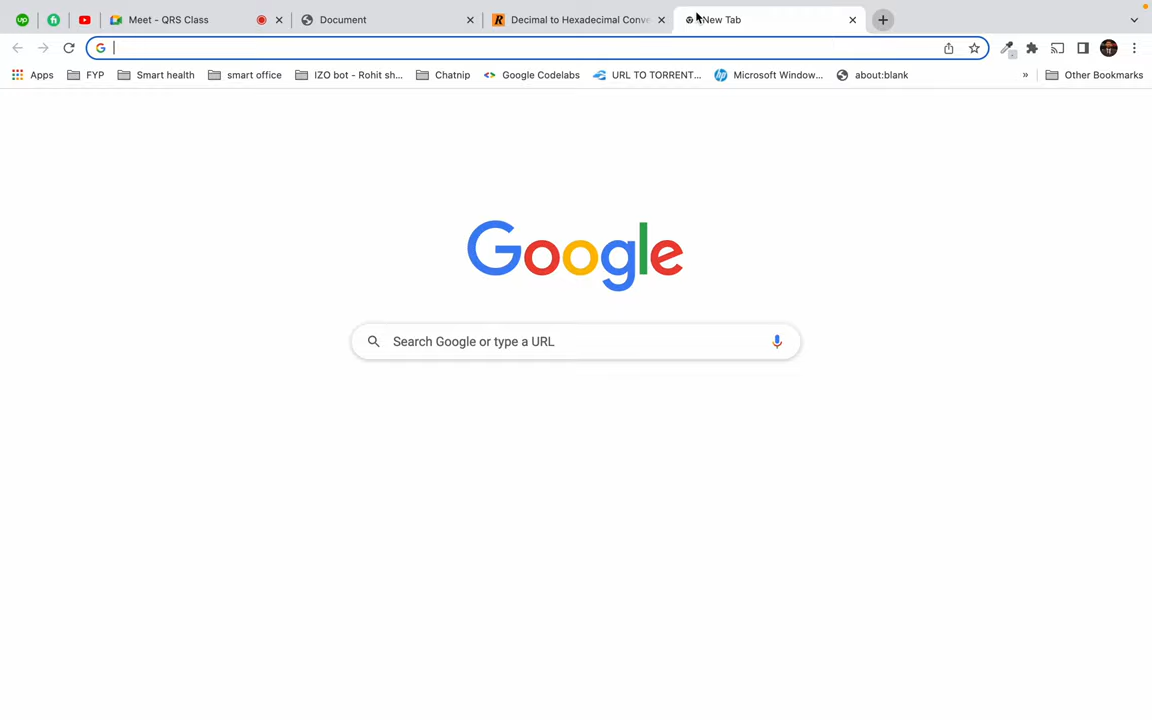 up Meet - QRS Class Document Decimal to Hexadecimal Conve New Tab
G
Apps FYP Smart health smart office IZO bot - Rohit sh... Chatnip Google Codelabs URL TO TORRENT... Microsoft Window... about:blank » Other Bookmarks
Google
Search Google or type a URL